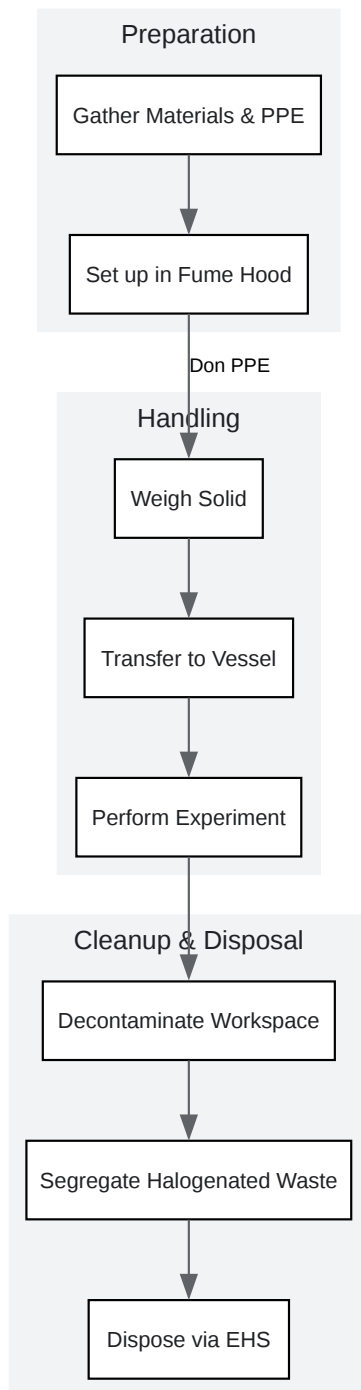 Preparation
Gather Materials & PPE
Set up in Fume Hood
Don PPE
Handling
Weigh Solid
Transfer to Vessel
Perform Experiment
Cleanup & Disposal
Decontaminate Workspace
Segregate Halogenated Waste
Dispose via EHS